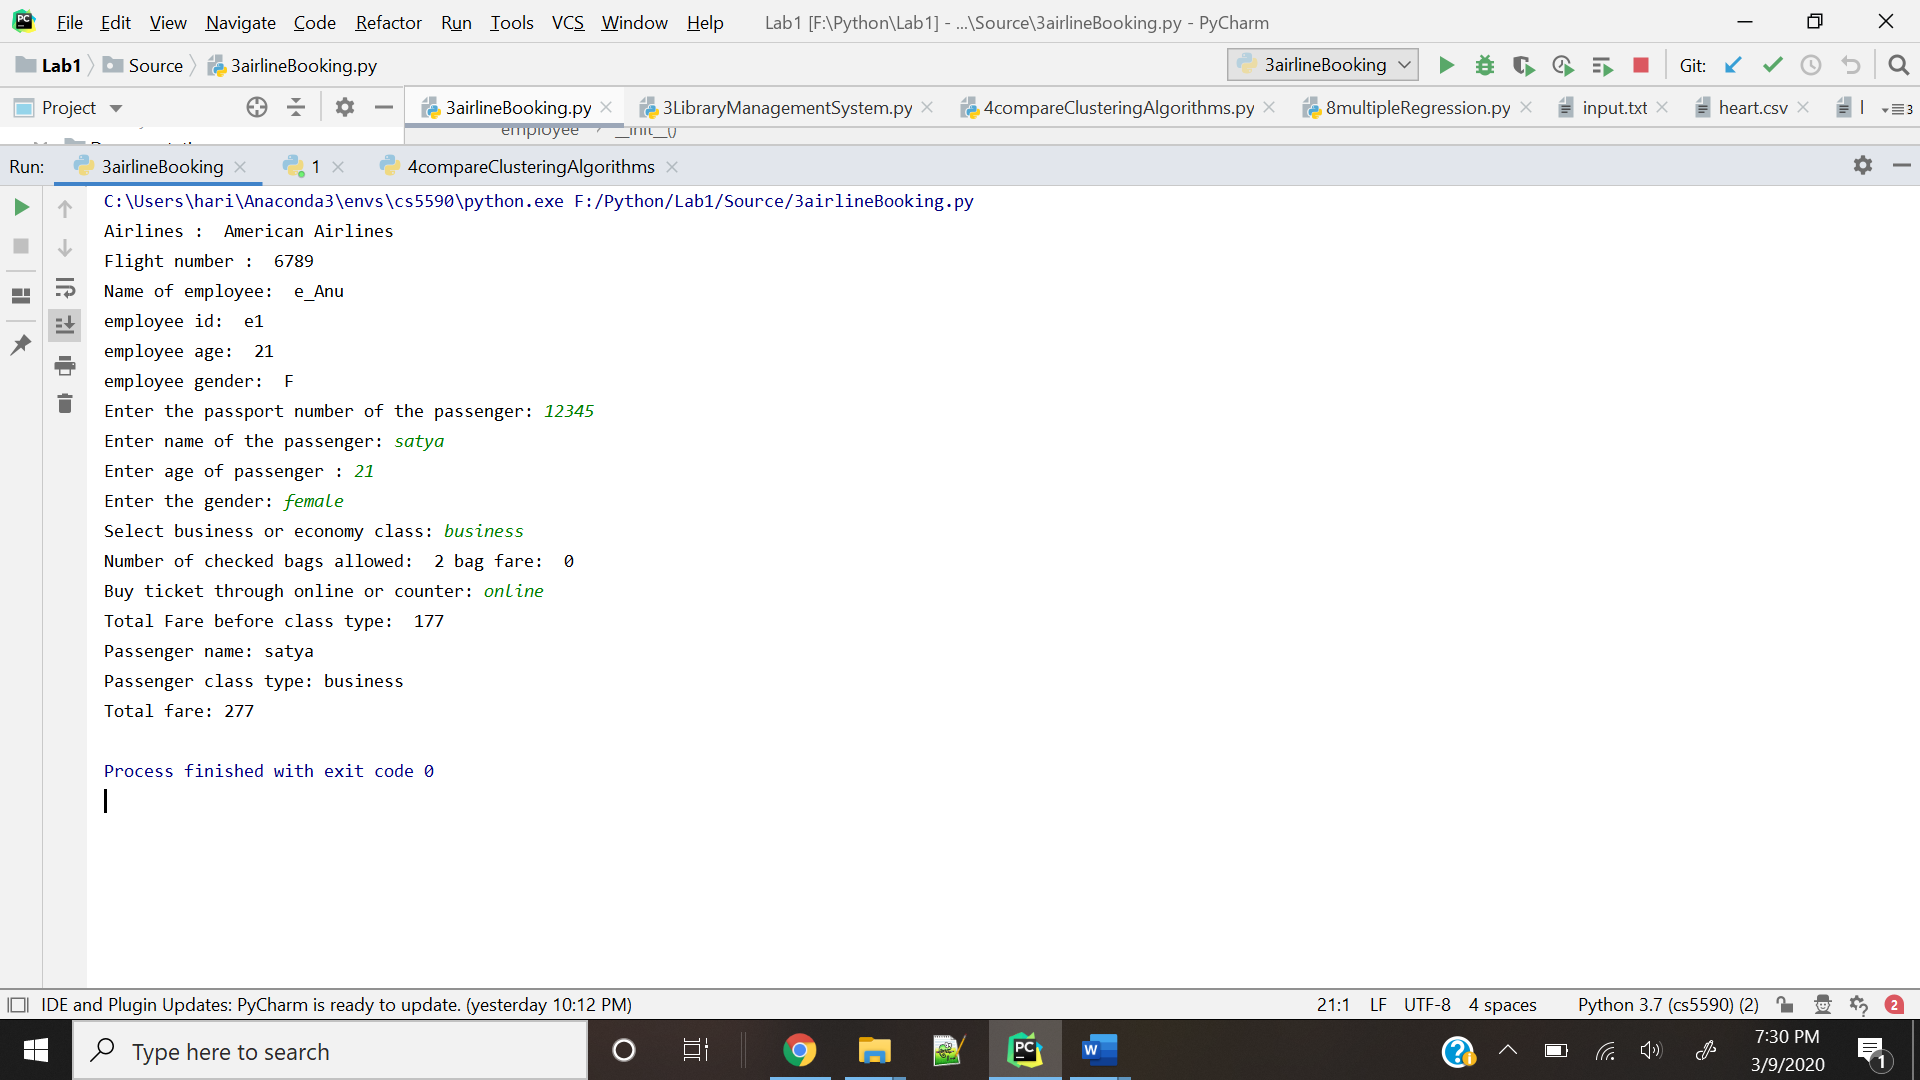 File Edit View Navigate Code Refactor Run Tools VCS Window Help Lab1 [F:\Python\Lab1] - ...\Source\3airlineBooking.py - PyCharm
Lab1 Source 3airlineBooking.py 3airlineBooking Git:
Project 3airlineBooking.py 3LibraryManagementSystem.py 4compareClusteringAlgorithms.py 8multipleRegression.py input.txt heart.csv 3
employee __init__()
Run: 3airlineBooking 1 4compareClusteringAlgorithms
C:\Users\hari\Anaconda3\envs\cs5590\python.exe F:/Python/Lab1/Source/3airlineBooking.py
Airlines :  American Airlines
Flight number :  6789
Name of employee:  e_Anu
employee id:  e1
employee age:  21
employee gender:  F
Enter the passport number of the passenger: 12345
Enter name of the passenger: satya
Enter age of passenger : 21
Enter the gender: female
Select business or economy class: business
Number of checked bags allowed:  2 bag fare:  0
Buy ticket through online or counter: online
Total Fare before class type:  177
Passenger name: satya
Passenger class type: business
Total fare: 277
Process finished with exit code 0
IDE and Plugin Updates: PyCharm is ready to update. (yesterday 10:12 PM) 21:1 LF UTF-8 4 spaces Python 3.7 (cs5590) (2) 2
Type here to search
7:30 PM
3/9/2020
1